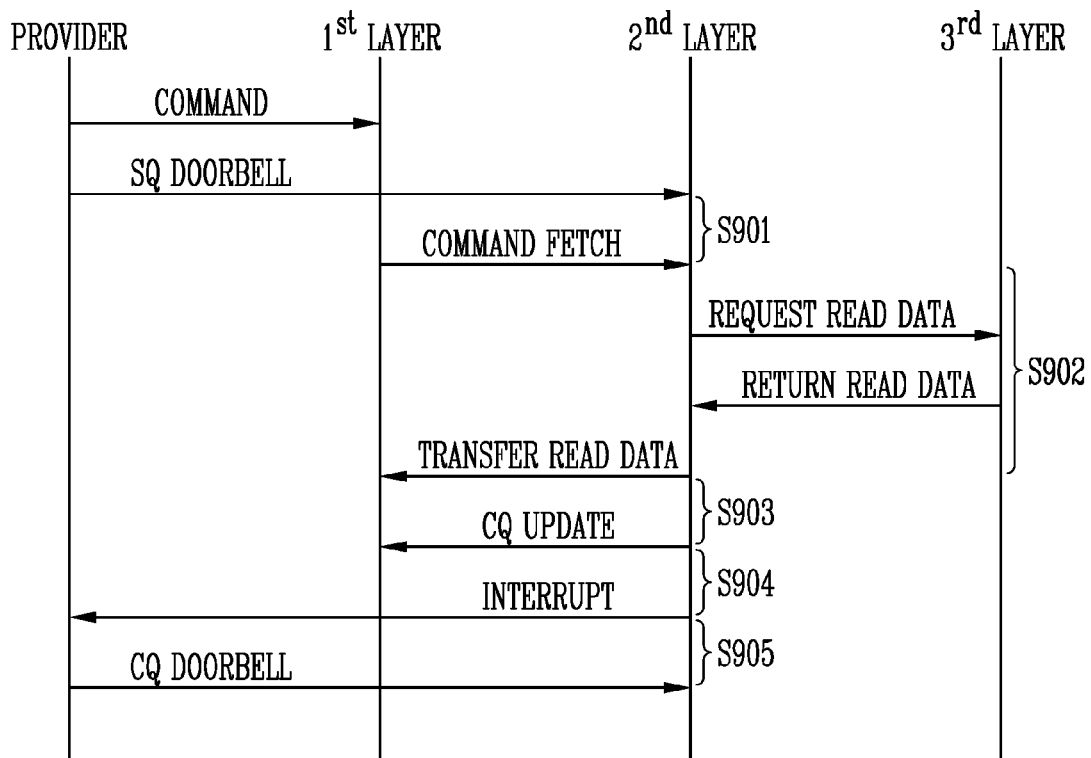 PROVIDER 1st LAYER 2nd LAYER 3rd LAYER
COMMAND
SQ DOORBELL
S901
COMMAND FETCH
REQUEST READ DATA
S902
RETURN READ DATA
TRANSFER READ DATA
S903
CQ UPDATE
S904
INTERRUPT
S905
CQ DOORBELL